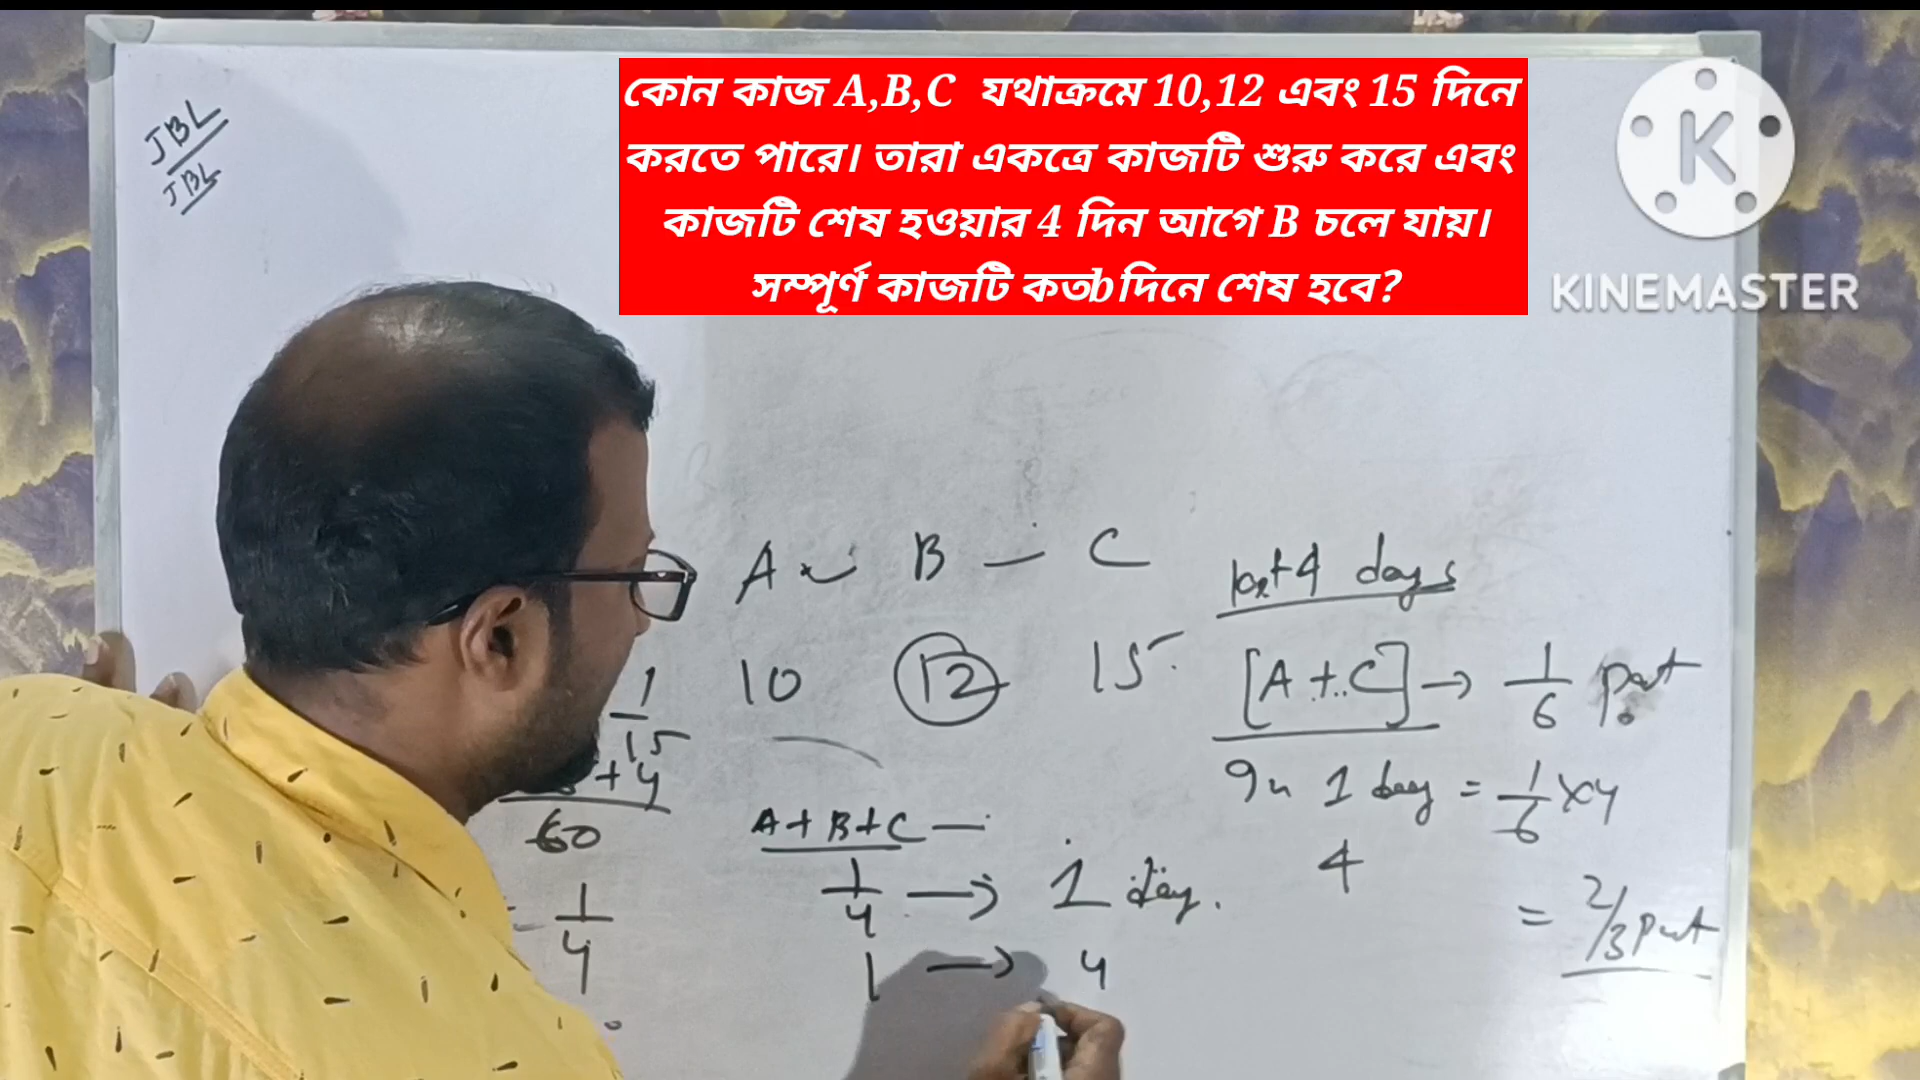 কোন কাজ A,B,C যথাক্রমে 10,12 এবং 15 দিনে
করতে পারে। তারা একত্রে কাজটি শুরু করে এবং
কাজটি শেষ হওয়ার 4 দিন আগে B চলে যায়।
সম্পূর্ণ কাজটি কতb দিনে শেষ হবে?
KINEMASTER
JBL
JBL
A B — C
10 12 15
last 4 days
[A + C] → 1/6 part
In 1 day = 1/6 x 4
4
= 2/3 part
1/15
+ 4
60
= 1/4
A + B + C —
1/4 → 1 day.
1 → 4